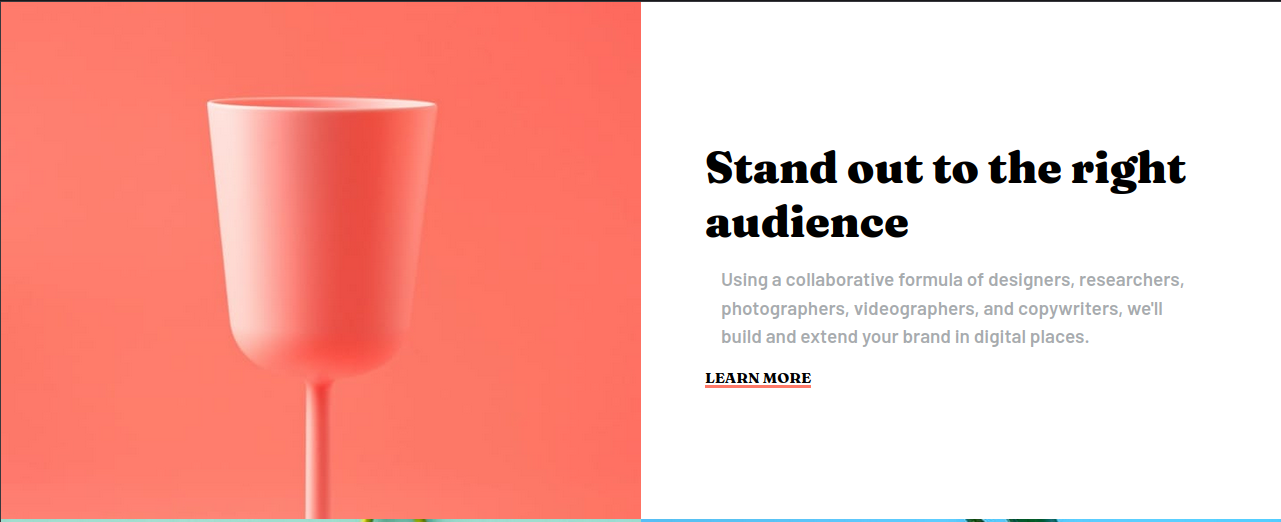 Stand out to the right
audience
Using a collaborative formula of designers, researchers,
photographers, videographers, and copywriters, we'll
build and extend your brand in digital places.
LEARN MORE